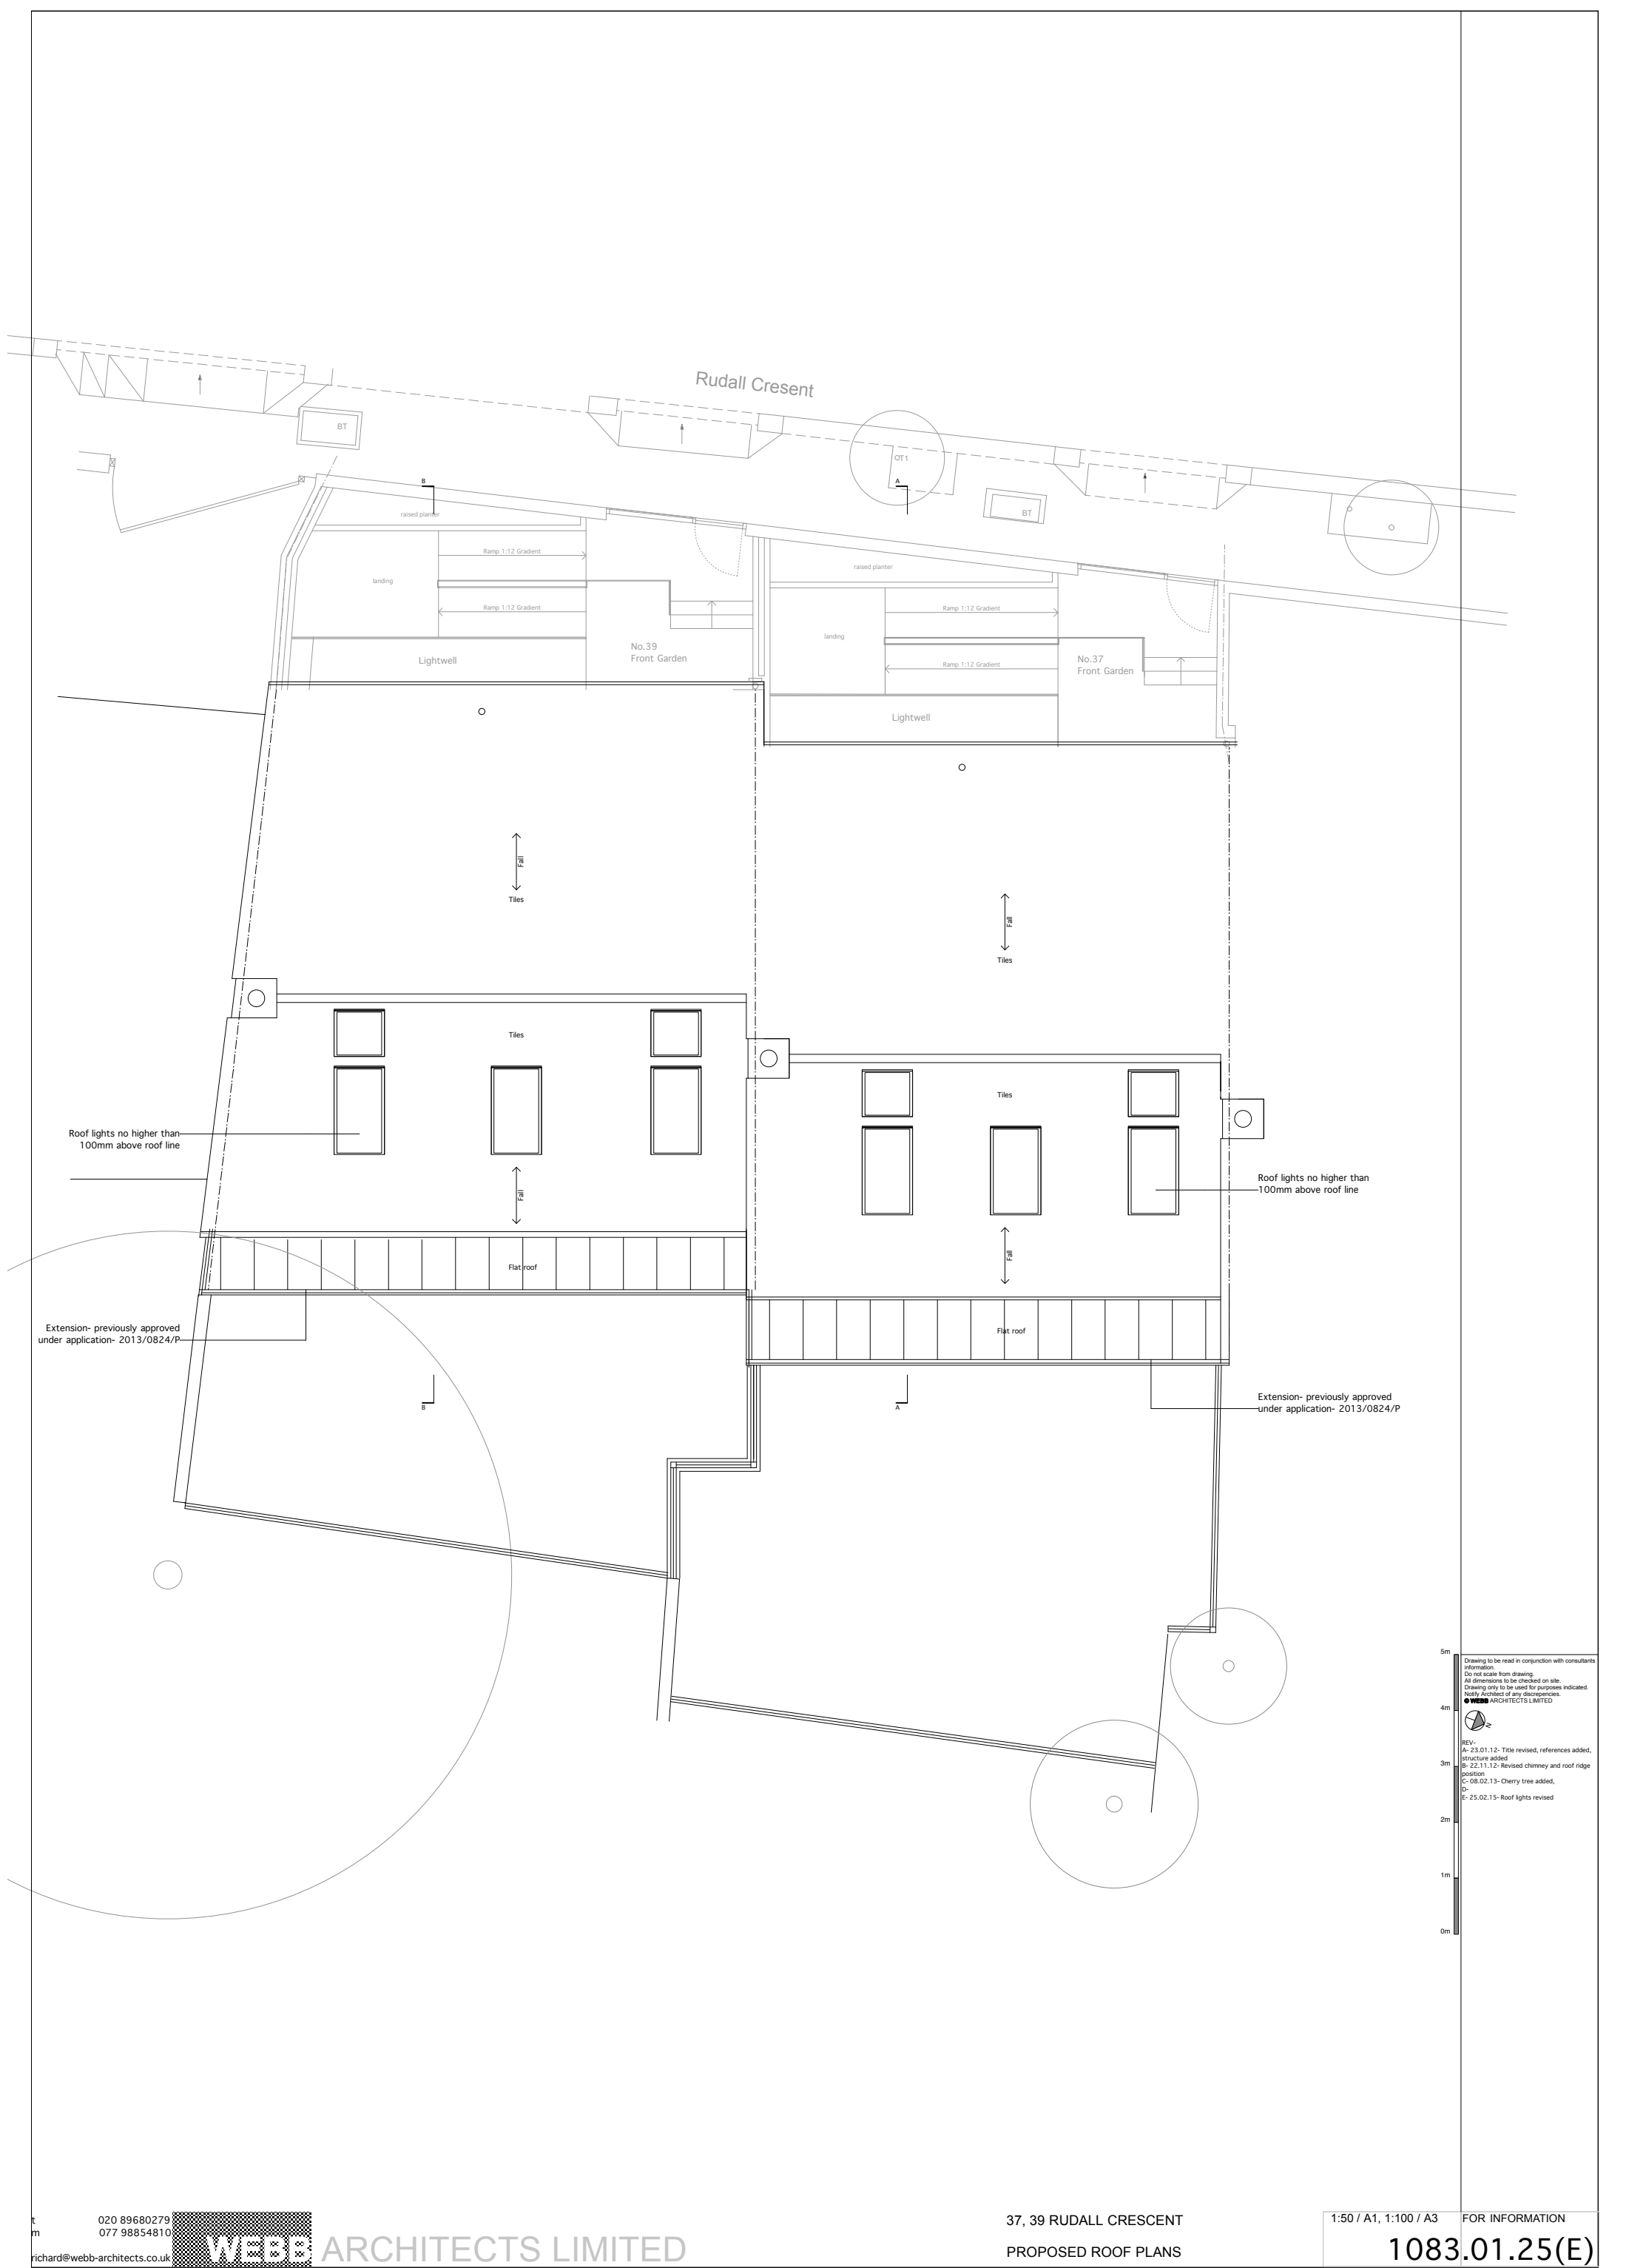 Rudall Cresent
BT
OT1
BT
B
A
raised planter
Ramp 1:12 Gradient
landing
Ramp 1:12 Gradient
Lightwell
No.39
Front Garden
raised planter
Ramp 1:12 Gradient
landing
Ramp 1:12 Gradient
Lightwell
No.37
Front Garden
Fall
Tiles
Fall
Tiles
Tiles
Tiles
Roof lights no higher than
100mm above roof line
Roof lights no higher than
100mm above roof line
Fall
Fall
Flat roof
Flat roof
Extension- previously approved
under application- 2013/0824/P
Extension- previously approved
under application- 2013/0824/P
B
A
5m
4m
3m
2m
1m
0m
Drawing to be read in conjunction with consultants
information.
Do not scale from drawing.
All dimensions to be checked on site.
Drawing only to be used for purposes indicated.
Notify Architect of any discrepencies.
© WEBB ARCHITECTS LIMITED
N
REV-
A- 23.01.12- Title revised, references added,
structure added
B- 22.11.12- Revised chimney and roof ridge
position
C- 08.02.13- Cherry tree added,
D-
E- 25.02.15- Roof lights revised
t 020 89680279
m 077 98854810
richard@webb-architects.co.uk
WEBB ARCHITECTS LIMITED
37, 39 RUDALL CRESCENT
PROPOSED ROOF PLANS
1:50 / A1, 1:100 / A3
FOR INFORMATION
1083.01.25(E)